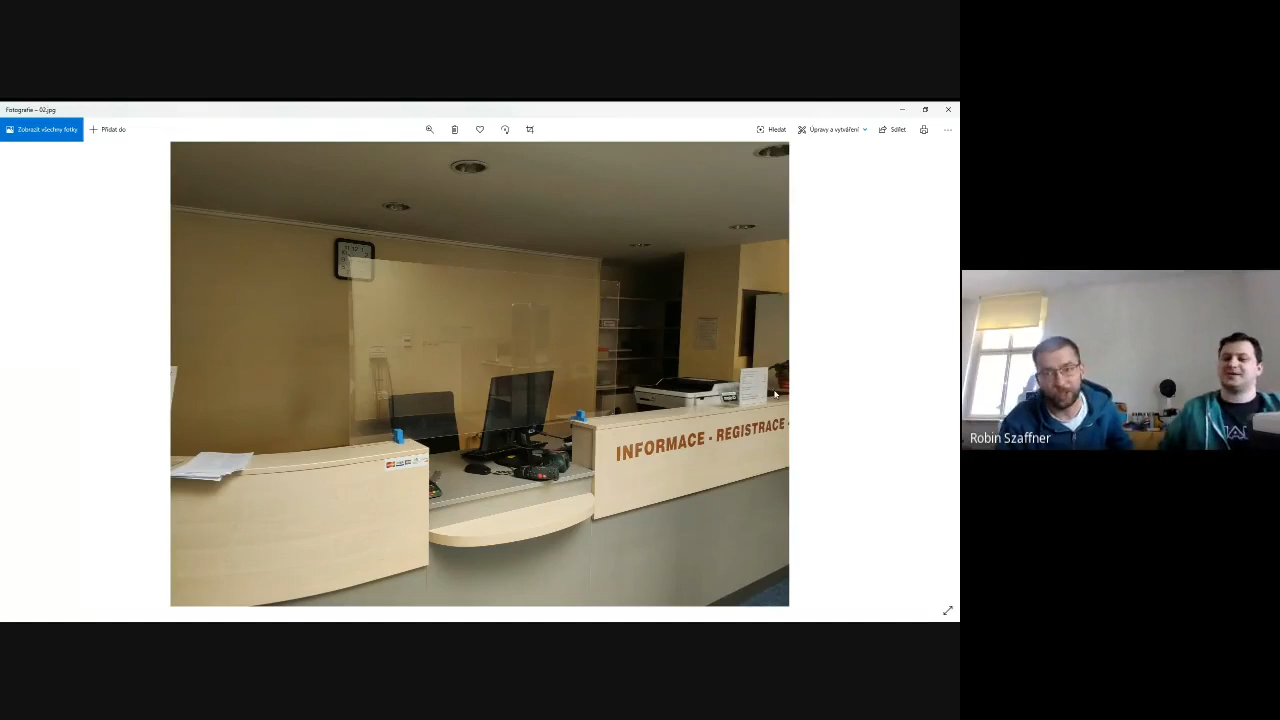 Fotografie – 02.jpg
Zobrazit všechny fotky
Přidat do
Hledat
Úpravy a vytváření
Sdílet
INFORMACE - REGISTRACE -
Robin Szaffner